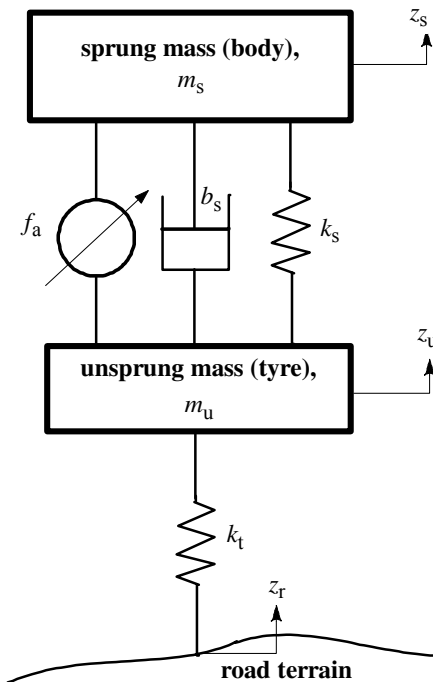 z_s
sprung mass (body),
m_s
f_a
b_s
k_s
z_u
unsprung mass (tyre),
m_u
k_t
z_r
road terrain